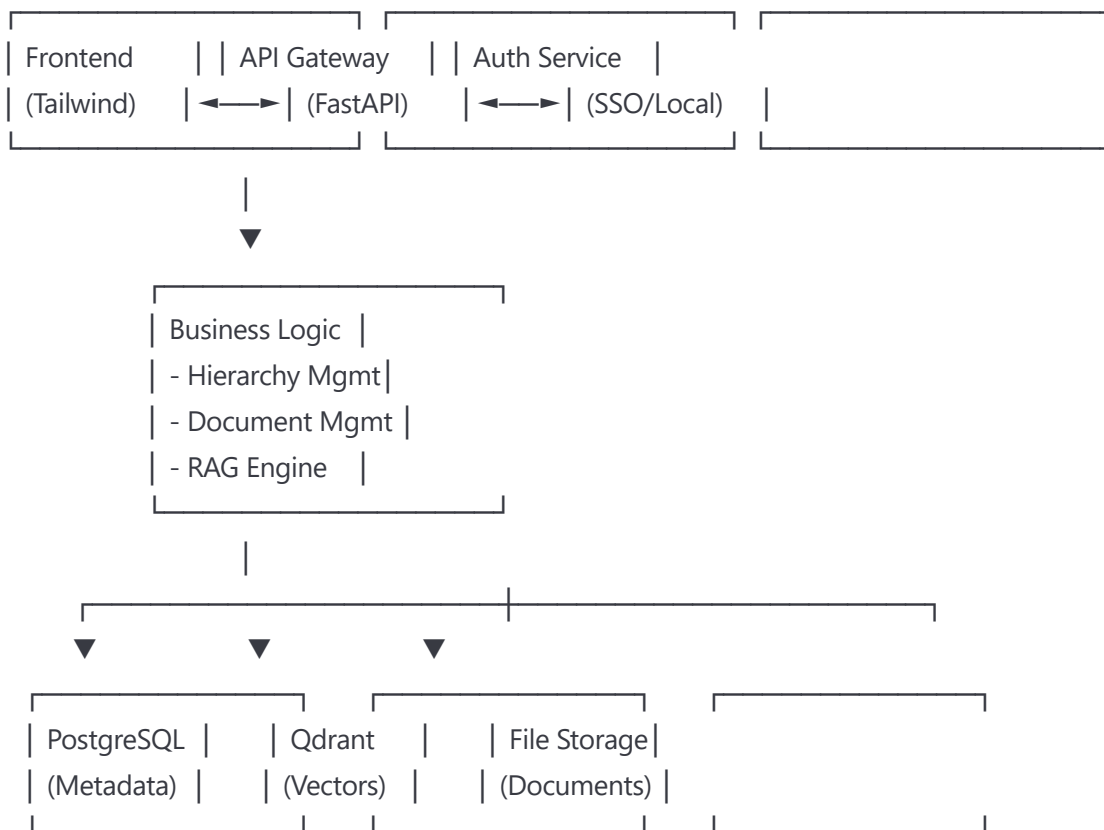 Frontend API Gateway Auth Service
(Tailwind) (FastAPI) (SSO/Local)
Business Logic
- Hierarchy Mgmt
- Document Mgmt
- RAG Engine
PostgreSQL Qdrant File Storage
(Metadata) (Vectors) (Documents)